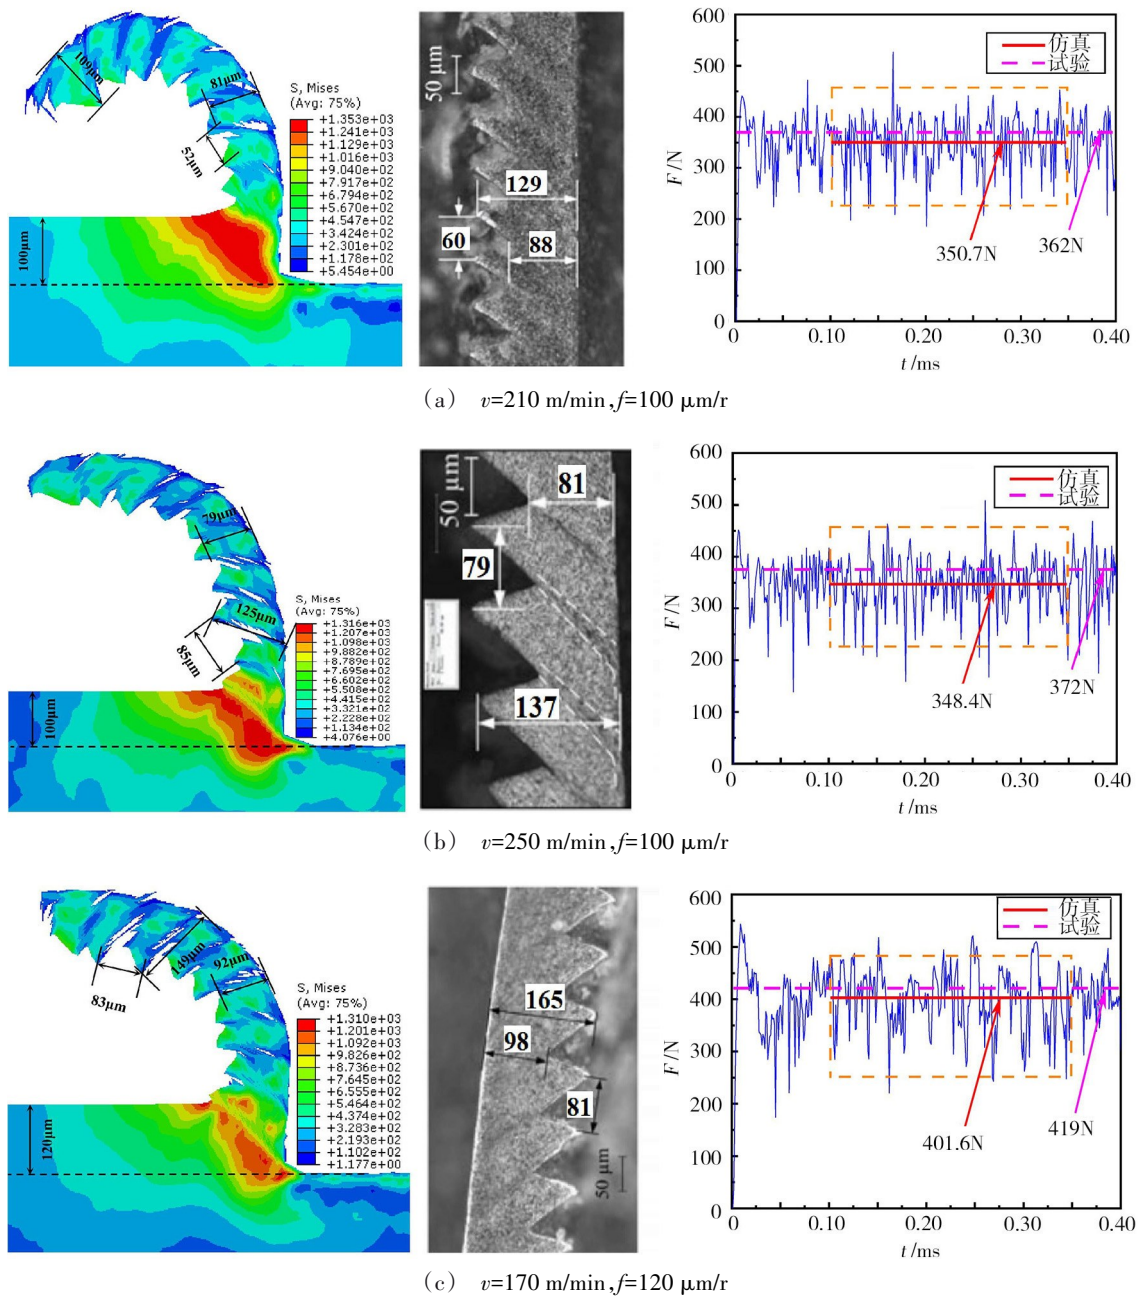 109μm
81μm
52μm
100μm
S, Mises
(Avg: 75%)
+1.353e+03
+1.241e+03
+1.129e+03
+1.016e+03
+9.040e+02
+7.917e+02
+6.794e+02
+5.670e+02
+4.547e+02
+3.424e+02
+2.301e+02
+1.178e+02
+5.454e+00
50 μm
129
60
88
600
500
400
300
200
100
0
F/N
仿真
试验
350.7N
362N
0
0.10
0.20
0.30
0.40
t/ms
(a) v=210 m/min,f=100 μm/r
79μm
125μm
85μm
100μm
S, Mises
(Avg: 75%)
+1.316e+03
+1.207e+03
+1.098e+03
+9.882e+02
+8.789e+02
+7.695e+02
+6.602e+02
+5.508e+02
+4.415e+02
+3.321e+02
+2.228e+02
+1.134e+02
+4.076e+00
50 μm
81
79
137
600
500
400
300
200
100
0
F/N
仿真
试验
348.4N
372N
0
0.10
0.20
0.30
0.40
t/ms
(b) v=250 m/min,f=100 μm/r
149μm
92μm
83μm
120μm
S, Mises
(Avg: 75%)
+1.310e+03
+1.201e+03
+1.092e+03
+9.826e+02
+8.736e+02
+7.645e+02
+6.555e+02
+5.464e+02
+4.374e+02
+3.283e+02
+2.193e+02
+1.102e+02
+1.177e+00
165
98
81
50 μm
600
500
400
300
200
100
0
F/N
仿真
试验
401.6N
419N
0
0.10
0.20
0.30
0.40
t/ms
(c) v=170 m/min,f=120 μm/r